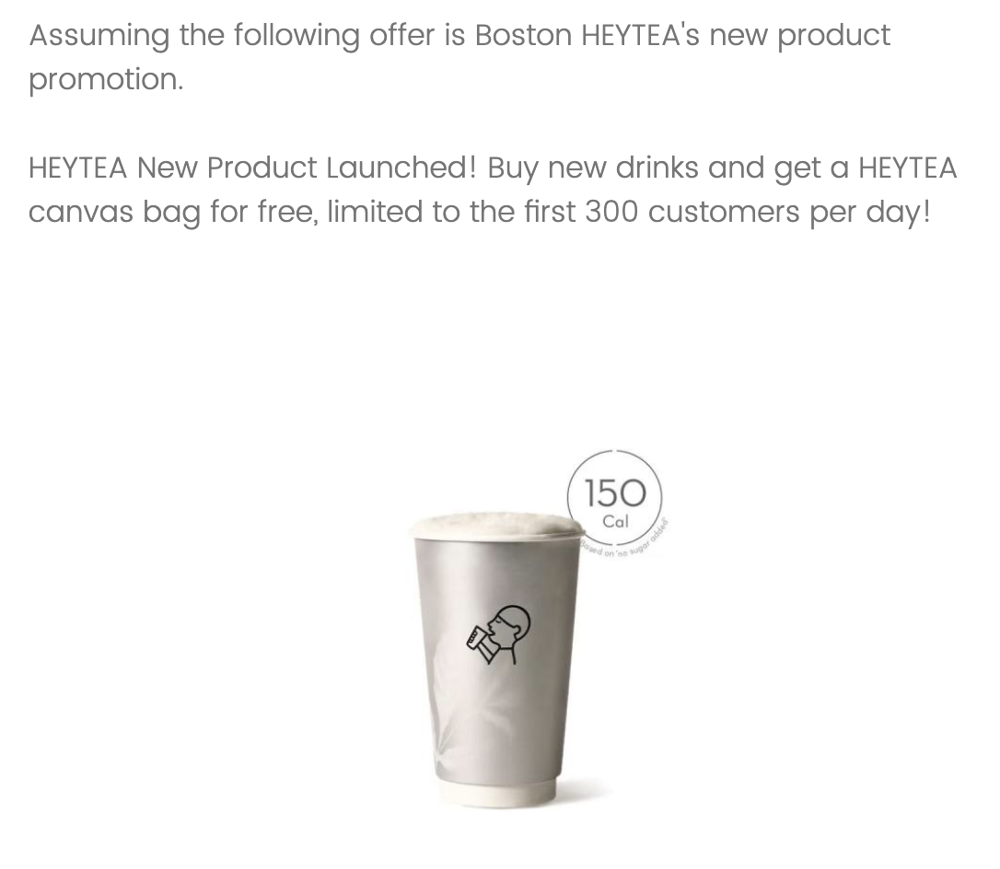 Assuming the following offer is Boston HEYTEA's new product
promotion.
HEYTEA New Product Launched! Buy new drinks and get a HEYTEA
canvas bag for free, limited to the first 300 customers per day!
150
Cal
Based on 'no sugar added'